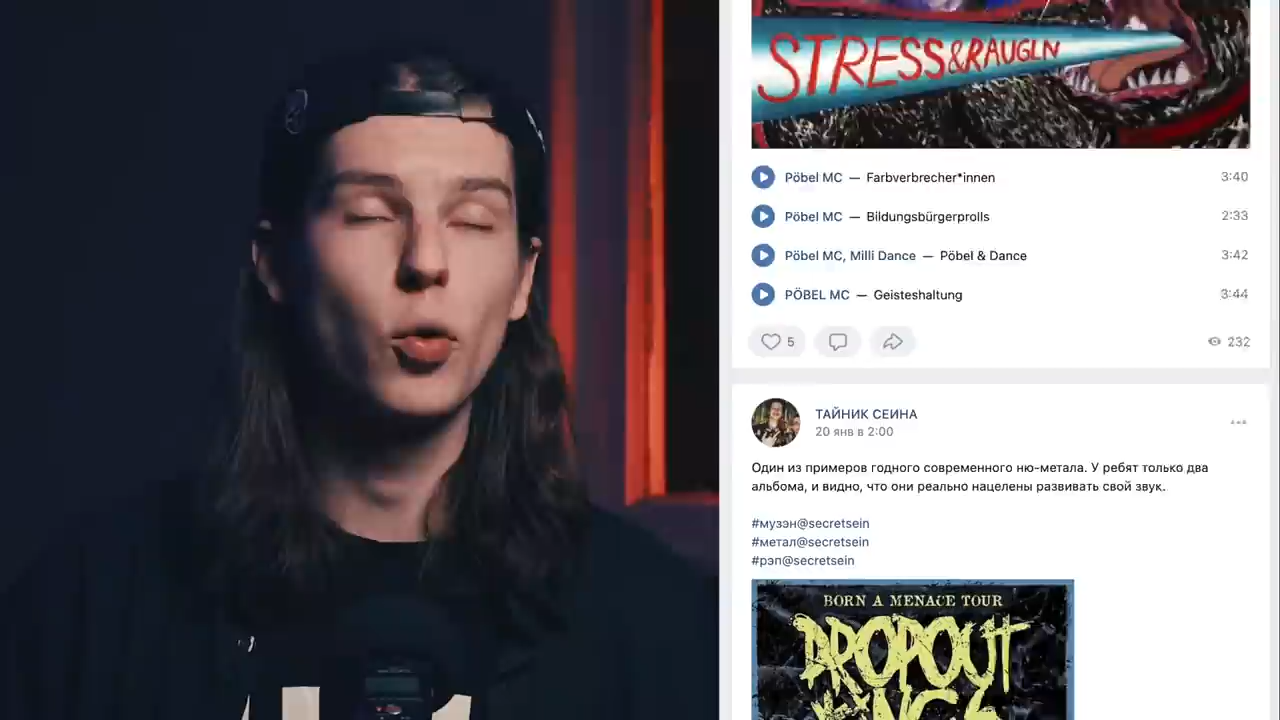 STRESS&RAUGLN
Pöbel MC — Farbverbrecher*innen 3:40
Pöbel MC — Bildungsbürgerprolls 2:33
Pöbel MC, Milli Dance — Pöbel & Dance 3:42
PÖBEL MC — Geisteshaltung 3:44
5 232
ТАЙНИК СЕИНА
20 янв в 2:00
Один из примеров годного современного ню-метала. У ребят только два
альбома, и видно, что они реально нацелены развивать свой звук.
#музэн@secretsein
#метал@secretsein
#рэп@secretsein
BORN A MENACE TOUR
DROPOUT
KINGS